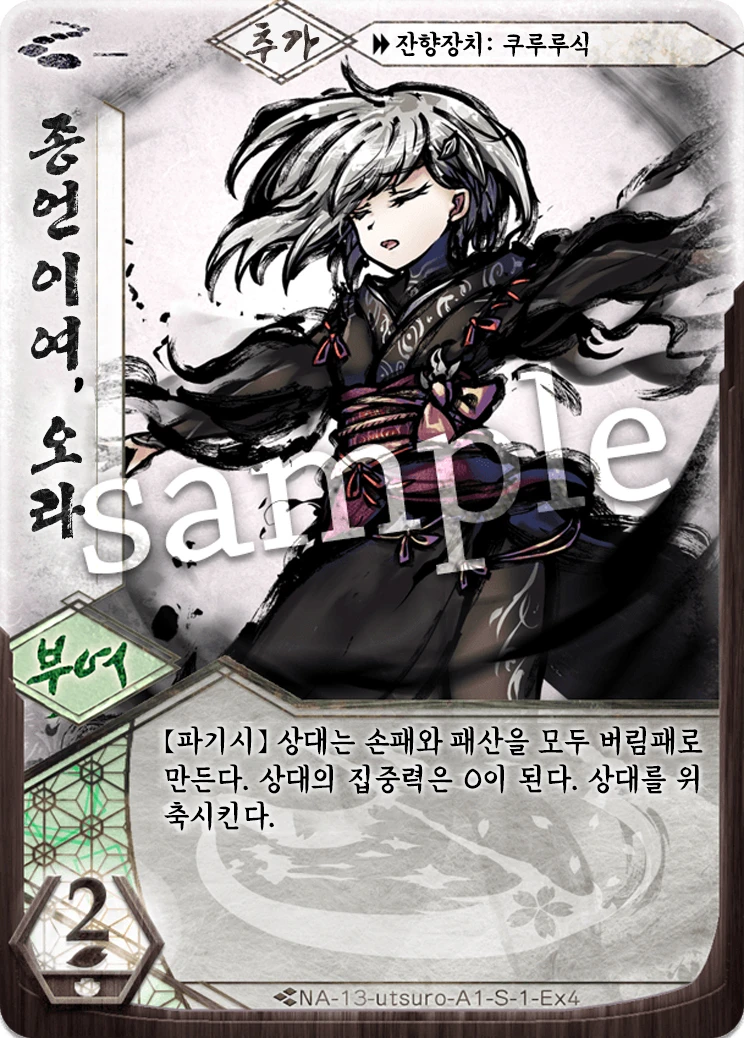 추가
▶▶ 잔향장치: 쿠루루식
종언이여, 오라
sample
부여
【파기시】 상대는 손패와 패산을 모두 버림패로
만든다. 상대의 집중력은 0이 된다. 상대를 위
축시킨다.
2
NA-13-utsuro-A1-S-1-Ex4